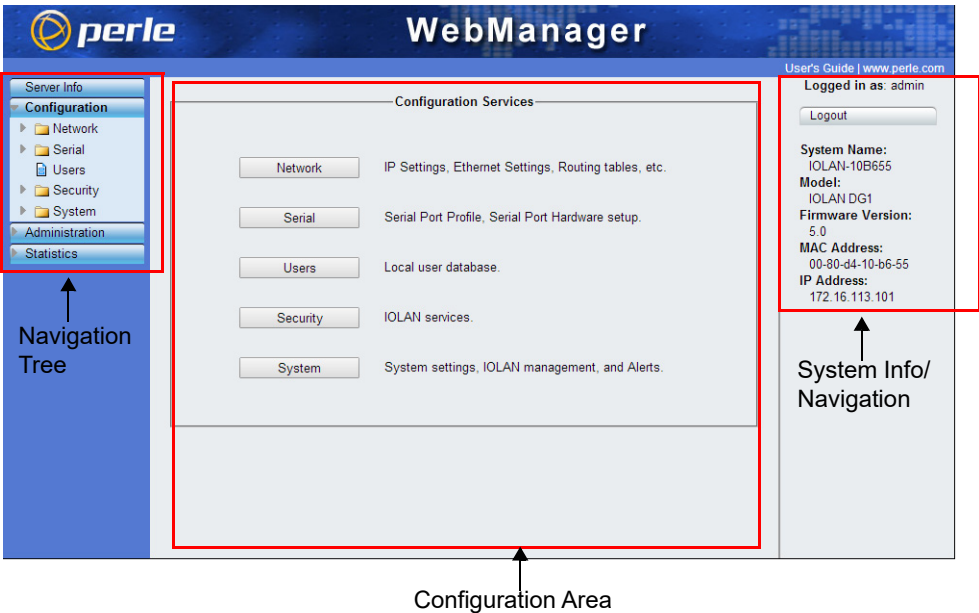 perle
WebManager
User's Guide | www.perle.com
Server Info
Configuration
Network
Serial
Users
Security
System
Administration
Statistics
Navigation
Tree
Configuration Services
Network IP Settings, Ethernet Settings, Routing tables, etc.
Serial Serial Port Profile, Serial Port Hardware setup.
Users Local user database.
Security IOLAN services.
System System settings, IOLAN management, and Alerts.
Logged in as: admin
Logout
System Name:
IOLAN-10B655
Model:
IOLAN DG1
Firmware Version:
5.0
MAC Address:
00-80-d4-10-b6-55
IP Address:
172.16.113.101
System Info/
Navigation
Configuration Area